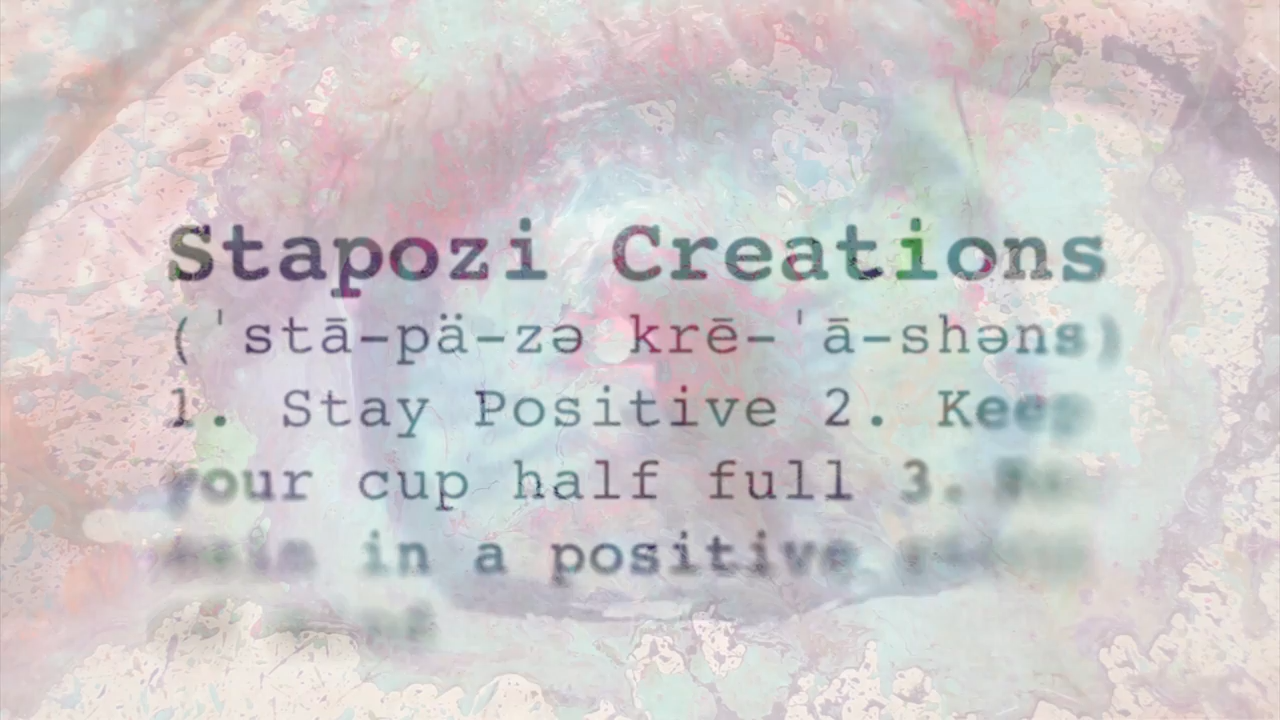 Stapozi Creations
(ˈstā-pä-zə krē-ˈā-shəns)
1. Stay Positive 2. Keep
your cup half full 3.
in a positive